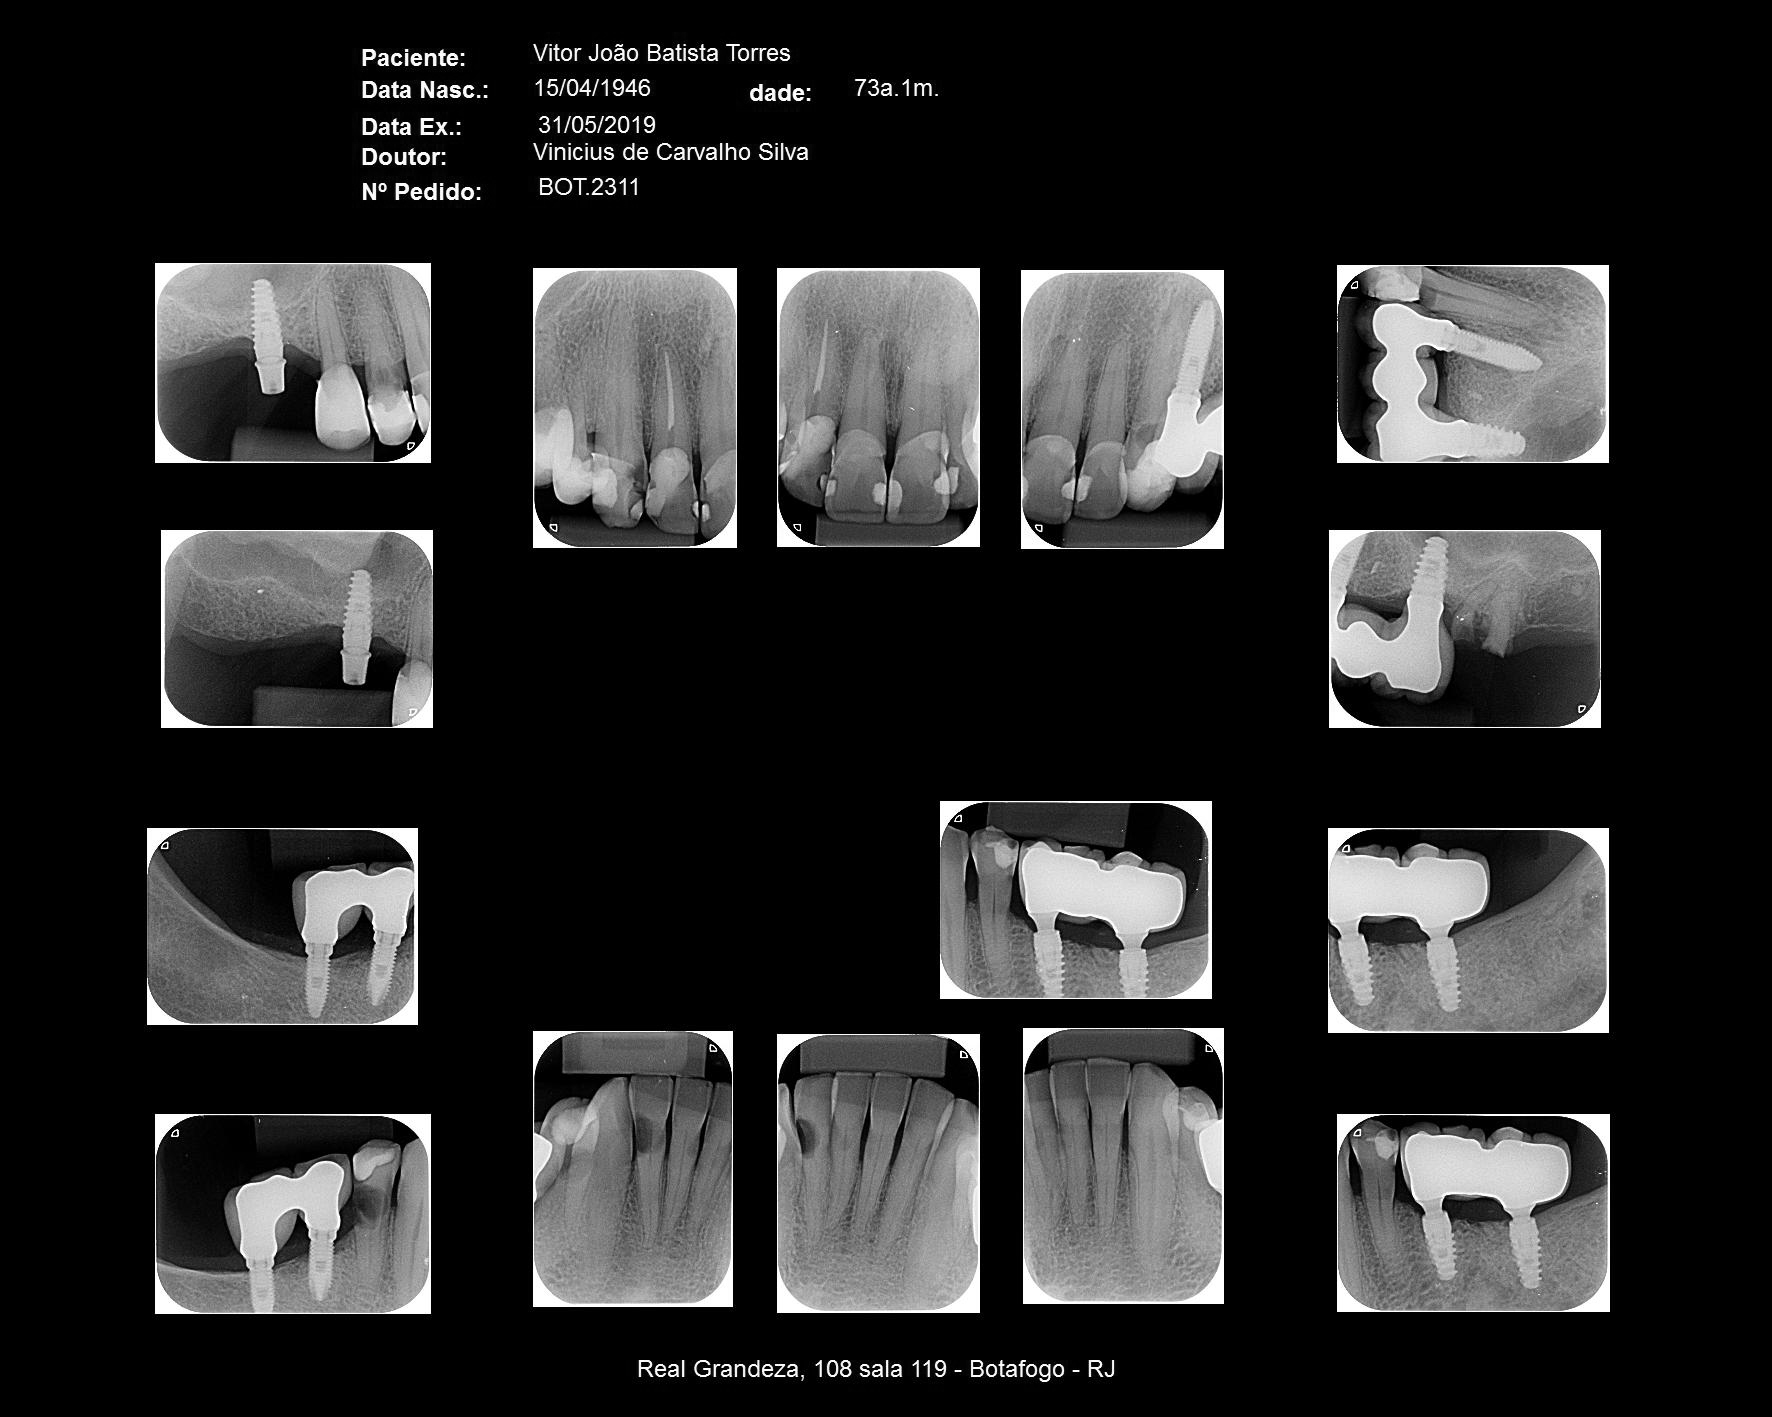 Paciente: Vitor João Batista Torres
Data Nasc.: 15/04/1946 dade: 73a.1m.
Data Ex.: 31/05/2019
Doutor: Vinicius de Carvalho Silva
Nº Pedido: BOT.2311
Real Grandeza, 108 sala 119 - Botafogo - RJ